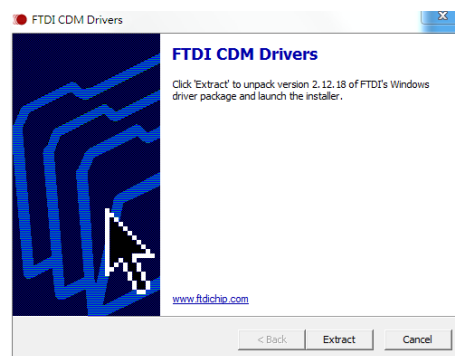 FTDI CDM Drivers
x
FTDI CDM Drivers
Click 'Extract' to unpack version 2.12.18 of FTDI's Windows
driver package and launch the installer.
www.ftdichip.com
< Back
Extract
Cancel